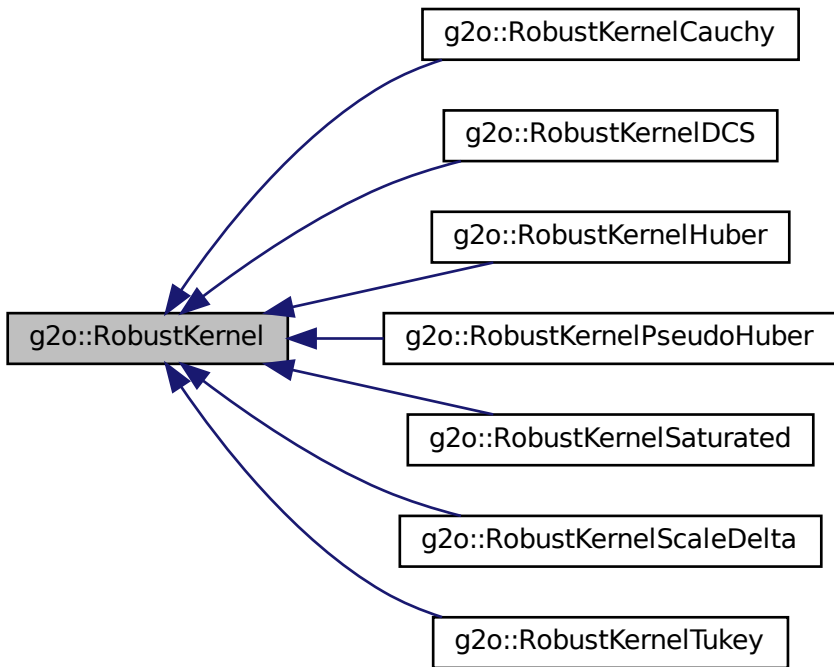 g2o::RobustKernelCauchy
g2o::RobustKernelDCS
g2o::RobustKernelHuber
g2o::RobustKernel
g2o::RobustKernelPseudoHuber
g2o::RobustKernelSaturated
g2o::RobustKernelScaleDelta
g2o::RobustKernelTukey